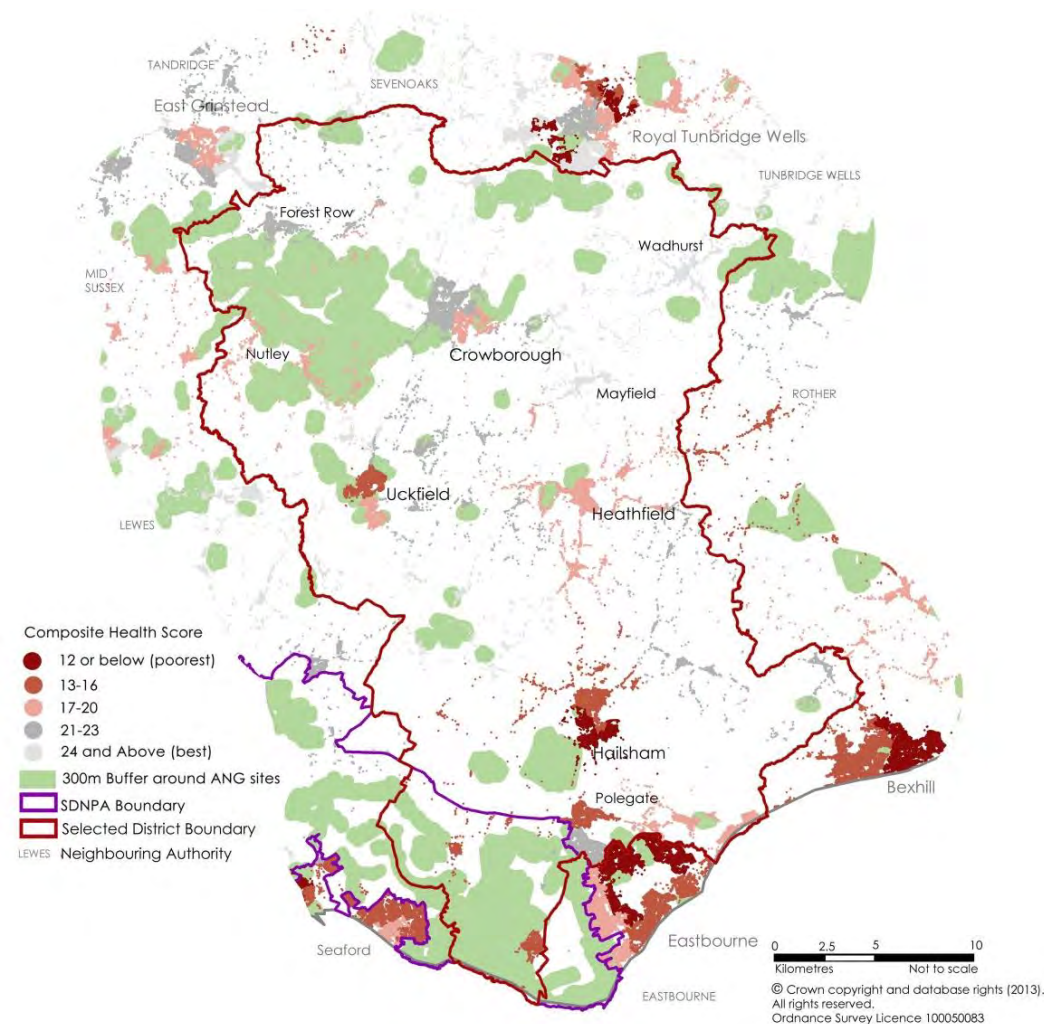 TANDRIDGE
SEVENOAKS
East Grinstead
Royal Tunbridge Wells
TUNBRIDGE WELLS
Forest Row
Wadhurst
MID
SUSSEX
Nutley
Crowborough
Mayfield
ROTHER
Uckfield
Heathfield
LEWES
Composite Health Score
12 or below (poorest)
13-16
17-20
21-23
24 and Above (best)
300m Buffer around ANG sites
SDNPA Boundary
Selected District Boundary
LEWES Neighbouring Authority
Hailsham
Polegate
Bexhill
Seaford
Eastbourne
EASTBOURNE
0 2.5 5 10
Kilometres Not to scale
© Crown copyright and database rights (2013).
All rights reserved.
Ordnance Survey Licence 100050083